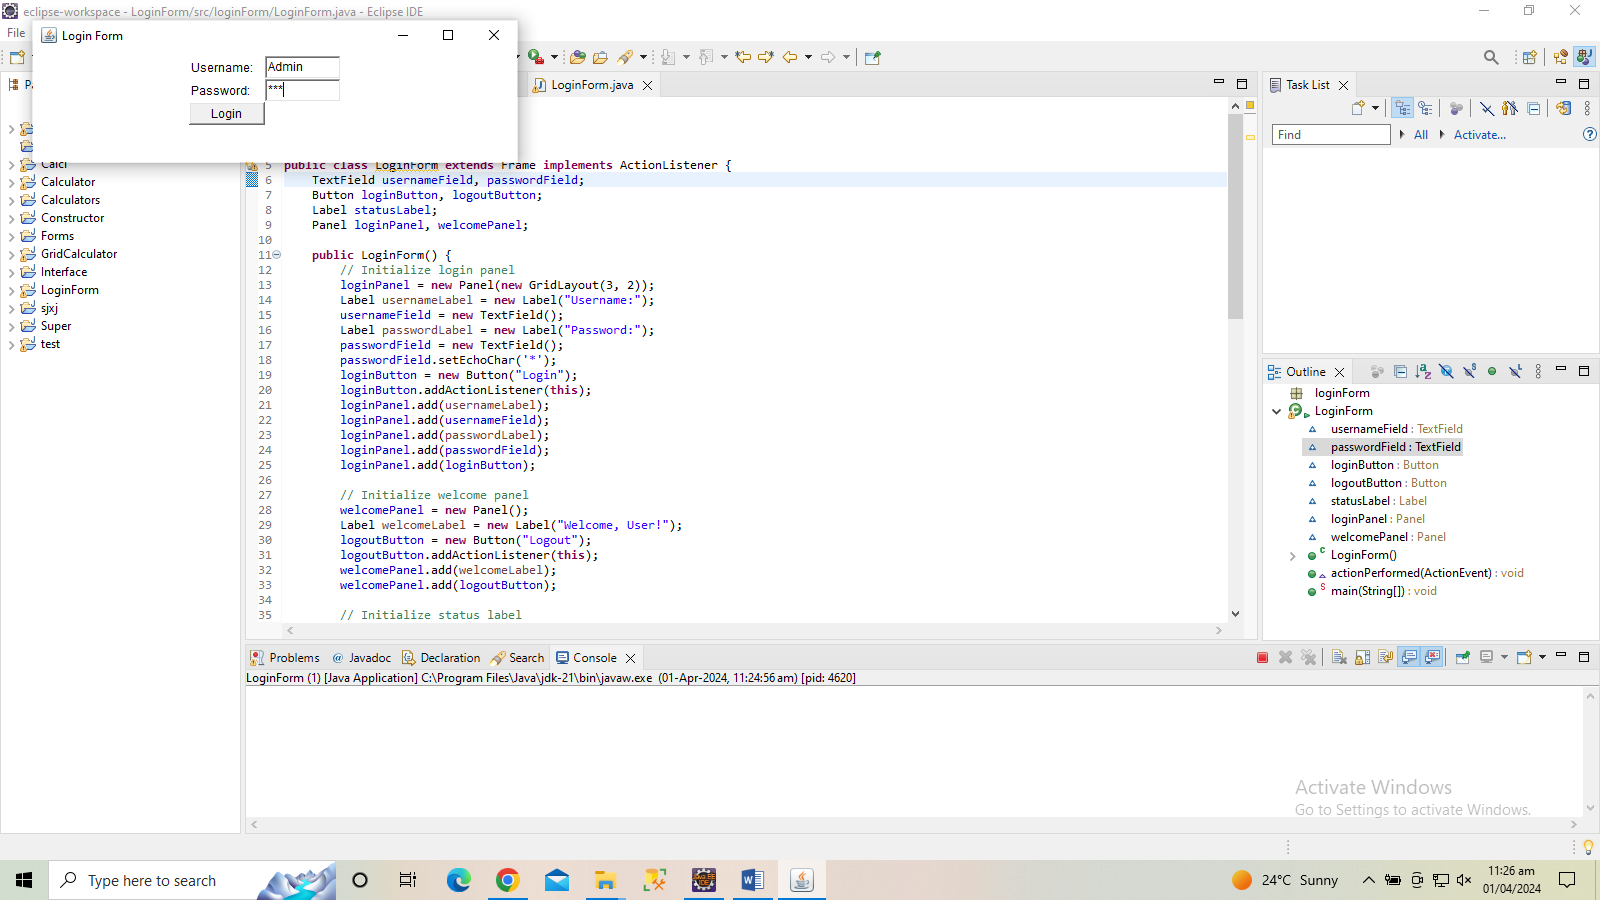 eclipse-workspace - LoginForm/src/loginForm/LoginForm.java - Eclipse IDE
File
Login Form
Username: Admin
Password: ***
Login
LoginForm.java
Calci
Calculator
Calculators
Constructor
Forms
GridCalculator
Interface
LoginForm
sjxj
Super
test
5 public class LoginForm extends Frame implements ActionListener {
6 TextField usernameField, passwordField;
7 Button loginButton, logoutButton;
8 Label statusLabel;
9 Panel loginPanel, welcomePanel;
10
11 public LoginForm() {
12 // Initialize login panel
13 loginPanel = new Panel(new GridLayout(3, 2));
14 Label usernameLabel = new Label("Username:");
15 usernameField = new TextField();
16 Label passwordLabel = new Label("Password:");
17 passwordField = new TextField();
18 passwordField.setEchoChar('*');
19 loginButton = new Button("Login");
20 loginButton.addActionListener(this);
21 loginPanel.add(usernameLabel);
22 loginPanel.add(usernameField);
23 loginPanel.add(passwordLabel);
24 loginPanel.add(passwordField);
25 loginPanel.add(loginButton);
26
27 // Initialize welcome panel
28 welcomePanel = new Panel();
29 Label welcomeLabel = new Label("Welcome, User!");
30 logoutButton = new Button("Logout");
31 logoutButton.addActionListener(this);
32 welcomePanel.add(welcomeLabel);
33 welcomePanel.add(logoutButton);
34
35 // Initialize status label
Task List
Find All Activate...
Outline
loginForm
LoginForm
usernameField : TextField
passwordField : TextField
loginButton : Button
logoutButton : Button
statusLabel : Label
loginPanel : Panel
welcomePanel : Panel
LoginForm()
actionPerformed(ActionEvent) : void
main(String[]) : void
Problems Javadoc Declaration Search Console
LoginForm (1) [Java Application] C:\Program Files\Java\jdk-21\bin\javaw.exe (01-Apr-2024, 11:24:56 am) [pid: 4620]
Activate Windows
Go to Settings to activate Windows.
Type here to search
24°C Sunny
11:26 am
01/04/2024